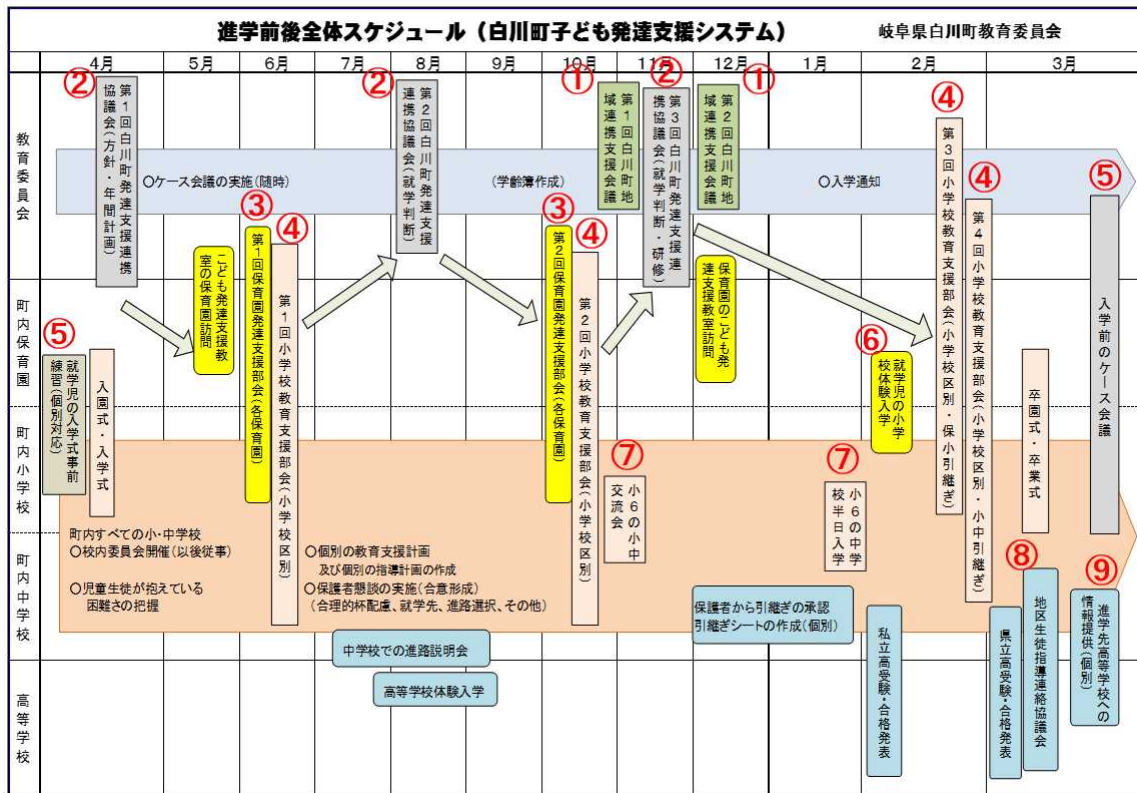 進学前後全体スケジュール(白川町子ども発達支援システム)
岐阜県白川町教育委員会
4月
5月
6月
7月
8月
9月
10月
11月
12月
1月
2月
3月
教育委員会
町内保育園
町内小学校
町内中学校
高等学校
②
第1回白川町発達支援連携
協議会(方針・年間計画)
②
第2回白川町発達支援
連携協議会(就学判断)
①
第1回白川町地
域連携支援会議
②
第3回白川町発達支援連
携協議会(就学判断・研修)
①
第2回白川町地
域連携支援会議
〇ケース会議の実施(随時)
(学齢簿作成)
〇入学通知
こども発達支援教
室の保育園訪問
③
第1回保育園発達支援部会(各保育園)
④
第1回小学校教育支援部会(小学校区別)
③
第2回保育園発達支援部会(各保育園)
④
第2回小学校教育支援部会(小学校区別)
保育園のこども発
達支援教室訪問
④
第3回小学校教育支援部会(小学校区別・保小引継ぎ)
④
第4回小学校教育支援部会(小学校区別・小中引継ぎ)
⑤
入学前のケース会議
⑤
就学児の入学式事前
練習(個別対応)
入園式・入学式
⑥
就学児の小学
校体験入学
卒園式・卒業式
⑦
小6の小中
交流会
⑦
小6の中学
校半日入学
町内すべての小・中学校
〇校内委員会開催(以後従事)
〇児童生徒が抱えている
困難さの把握
〇個別の教育支援計画
及び個別の指導計画の作成
〇保護者懇談の実施(合意形成)
(合理的杯配慮、就学先、進路選択、その他)
保護者から引継ぎの承認
引継ぎシートの作成(個別)
中学校での進路説明会
高等学校体験入学
私立高受験・合格発表
県立高受験・合格発表
⑧
地区生徒指導連絡協議会
⑨
進学先高等学校への
情報提供(個別)